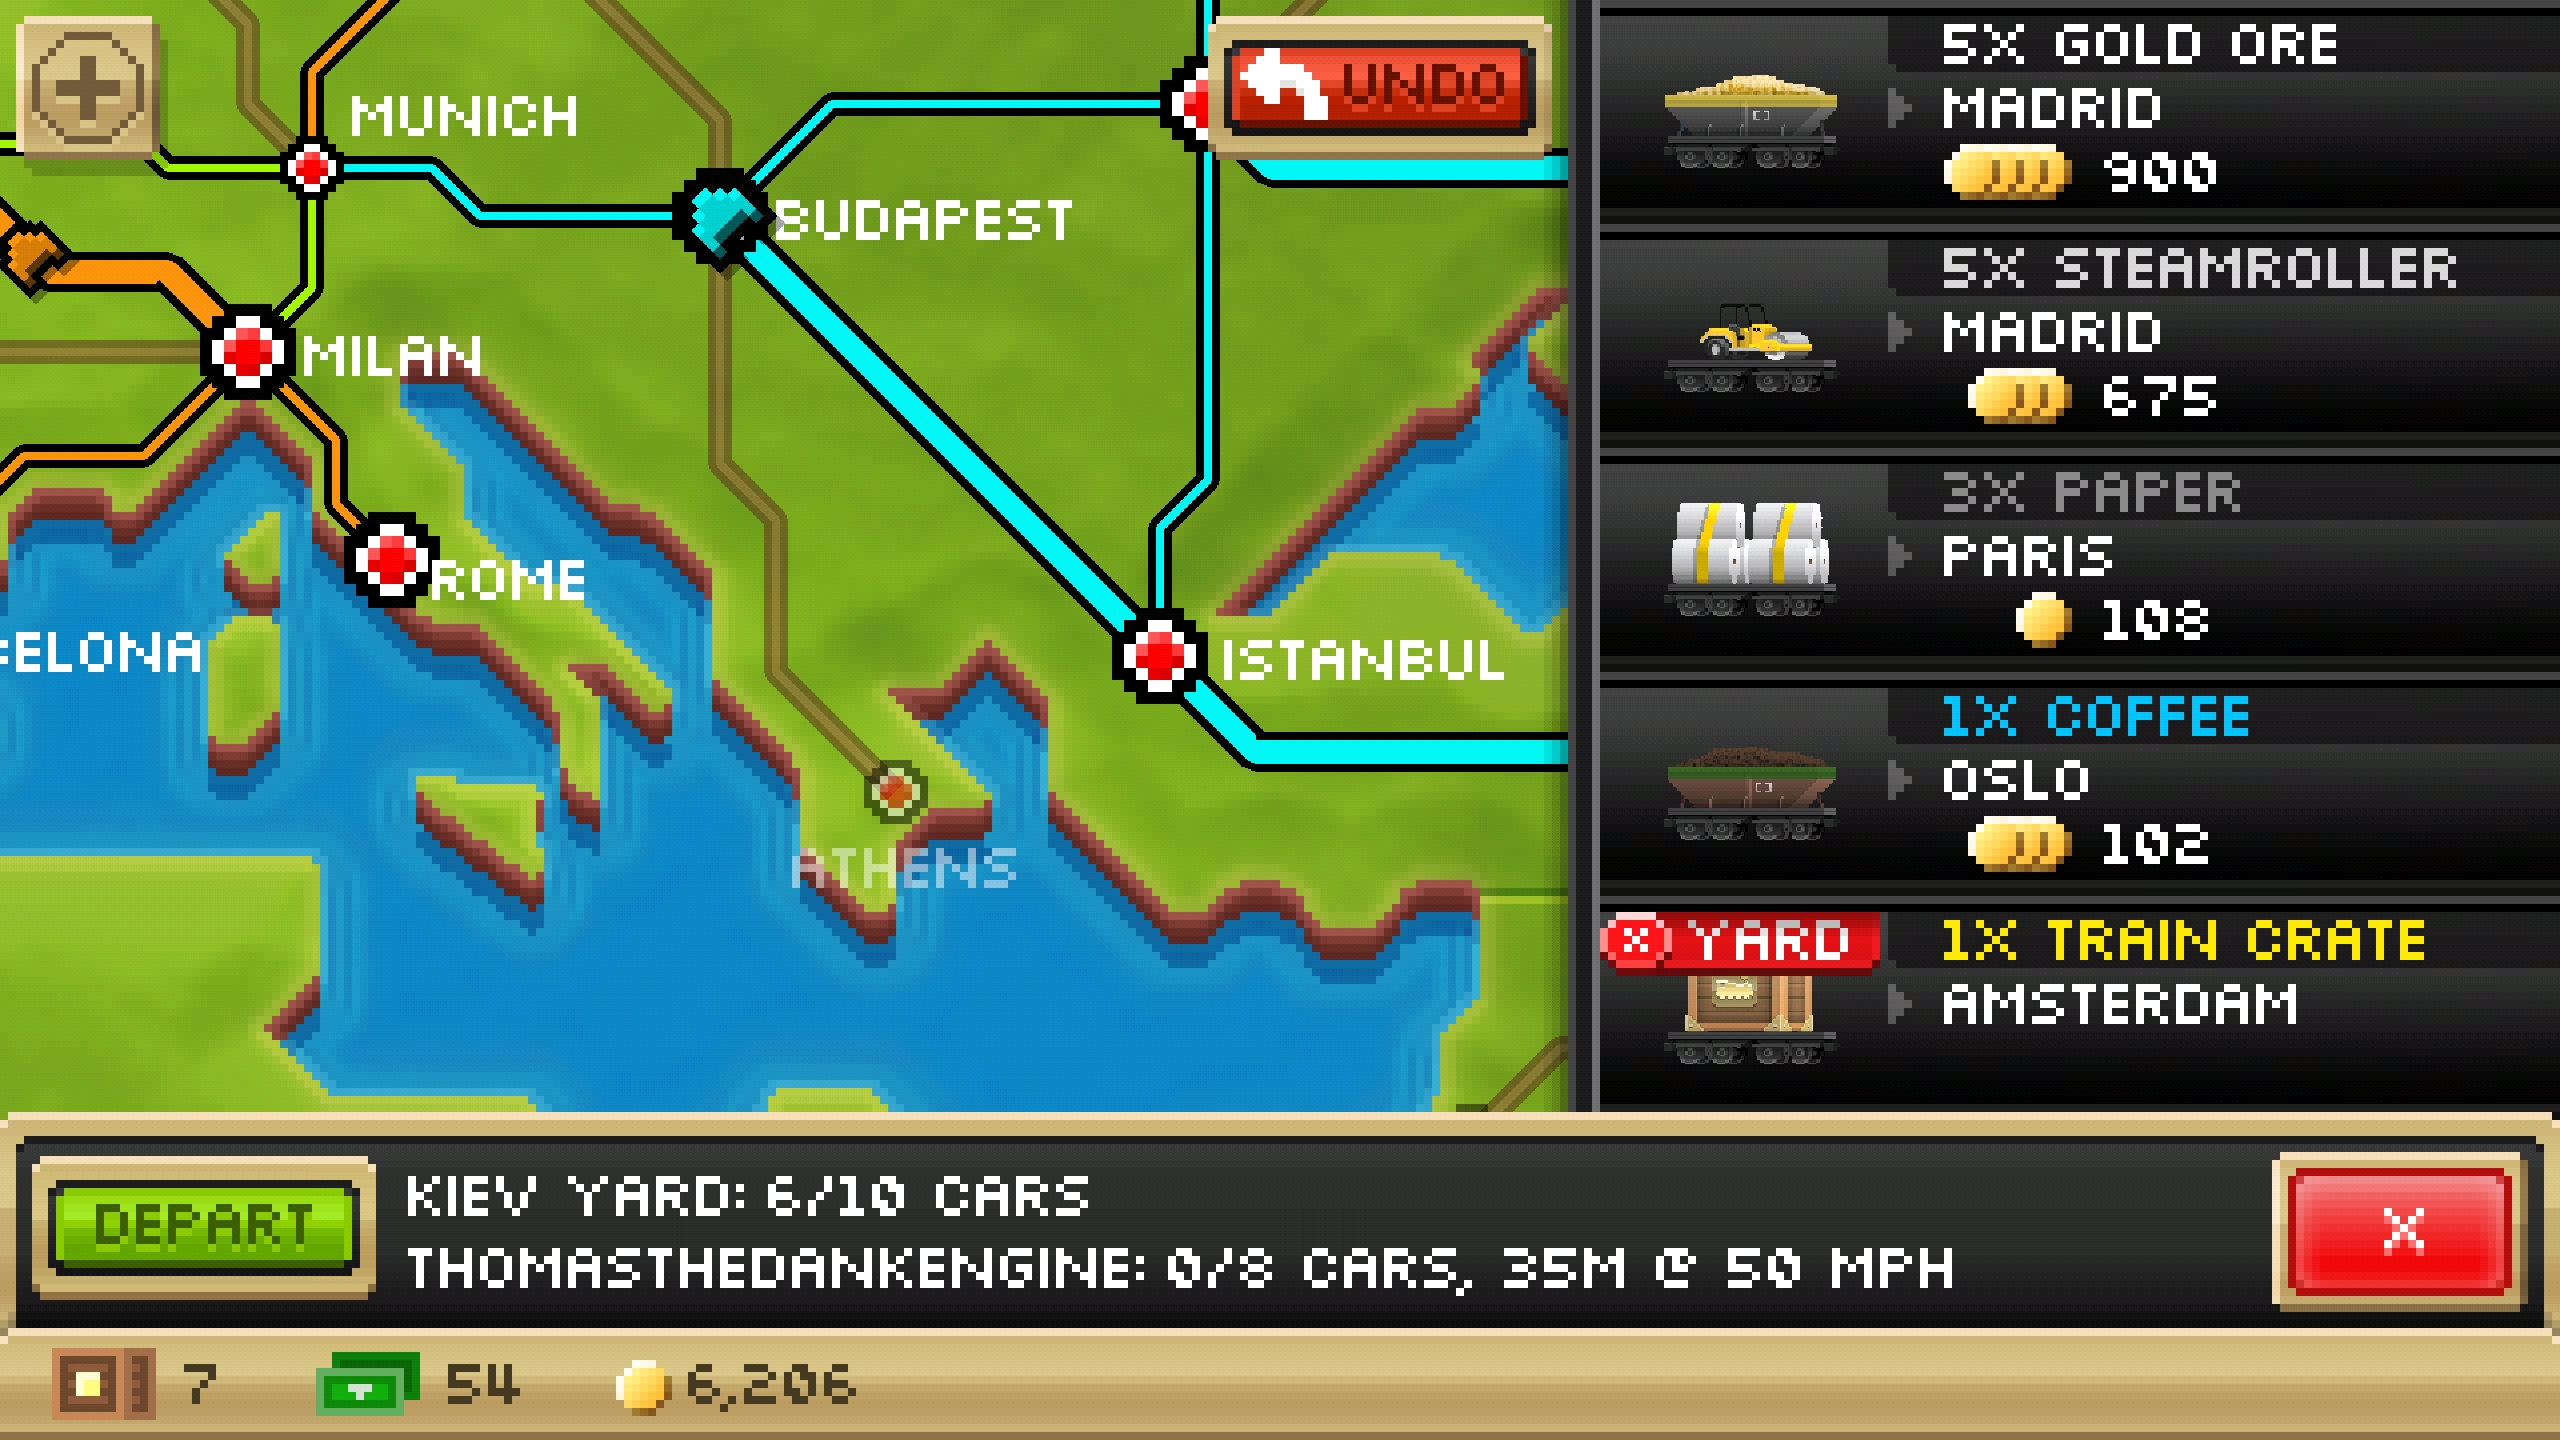 MUNICH
BUDAPEST
MILAN
ROME
ELONA
ISTANBUL
ATHENS
UNDO
5X GOLD ORE
MADRID
900
5X STEAMROLLER
MADRID
675
3X PAPER
PARIS
108
1X COFFEE
OSLO
102
X YARD
1X TRAIN CRATE
AMSTERDAM
DEPART
KIEV YARD: 6/10 CARS
THOMASTHEDANKENGINE: 0/8 CARS, 35M @ 50 MPH
X
7
54
6,206